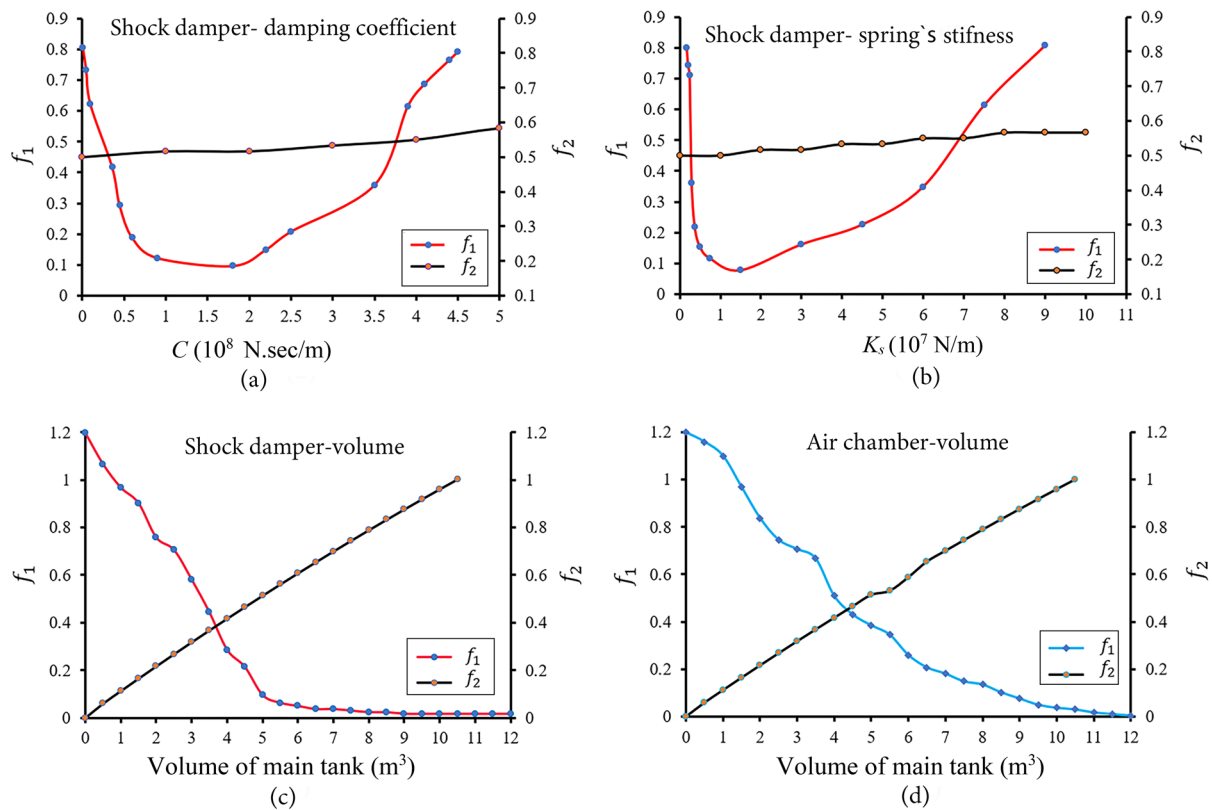 Shock damper- damping coefficient
0.9
0.8
0.7
0.6
0.5
0.4
0.3
0.2
0.1
0
f1
0.9
0.8
0.7
0.6
0.5
0.4
0.3
0.2
0.1
f2
f1
f2
0 0.5 1 1.5 2 2.5 3 3.5 4 4.5 5
C (10⁸ N.sec/m)
(a)
Shock damper- spring`s stifness
0.9
0.8
0.7
0.6
0.5
0.4
0.3
0.2
0.1
0
f1
0.9
0.8
0.7
0.6
0.5
0.4
0.3
0.2
0.1
f2
f1
f2
0 1 2 3 4 5 6 7 8 9 10 11
Ks (10⁷ N/m)
(b)
Shock damper-volume
1.2
1
0.8
0.6
0.4
0.2
0
f1
1.2
1
0.8
0.6
0.4
0.2
0
f2
f1
f2
0 1 2 3 4 5 6 7 8 9 10 11 12
Volume of main tank (m³)
(c)
Air chamber-volume
1.2
1
0.8
0.6
0.4
0.2
0
f1
1.2
1
0.8
0.6
0.4
0.2
0
f2
f1
f2
0 1 2 3 4 5 6 7 8 9 10 11 12
Volume of main tank (m³)
(d)